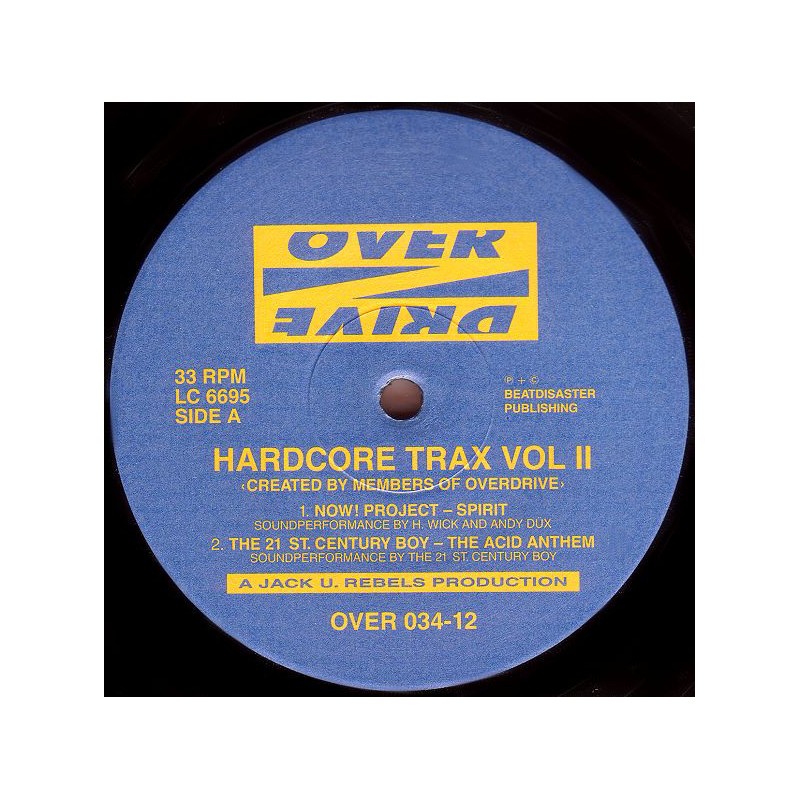 OVER
DRIVE
33 RPM
LC 6695
SIDE A
℗ + ©
BEATDISASTER
PUBLISHING
HARDCORE TRAX VOL II
‹CREATED BY MEMBERS OF OVERDRIVE›
1. NOW! PROJECT – SPIRIT
SOUNDPERFORMANCE BY H. WICK AND ANDY DÜX
2. THE 21 ST. CENTURY BOY – THE ACID ANTHEM
SOUNDPERFORMANCE BY THE 21 ST. CENTURY BOY
A JACK U. REBELS PRODUCTION
OVER 034-12